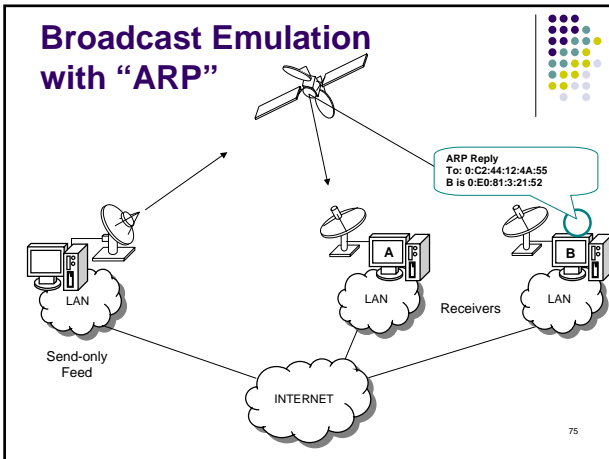 Broadcast Emulation
with “ARP”
ARP Reply
To: 0:C2:44:12:4A:55
B is 0:E0:81:3:21:52
A
B
LAN
LAN
LAN
Receivers
Send-only
Feed
INTERNET
75